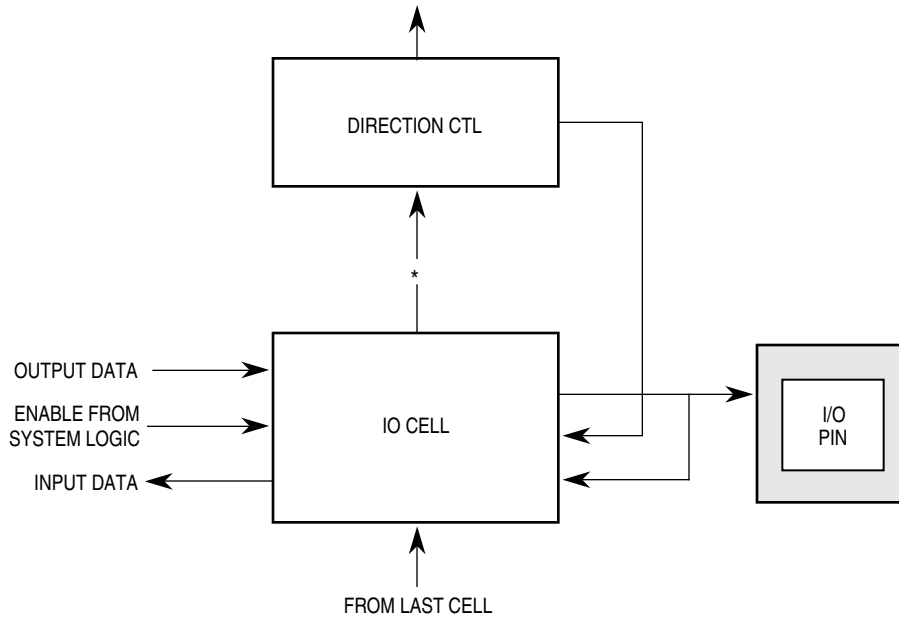 DIRECTION CTL
*
OUTPUT DATA
ENABLE FROM
SYSTEM LOGIC
INPUT DATA
IO CELL
I/O
PIN
FROM LAST CELL